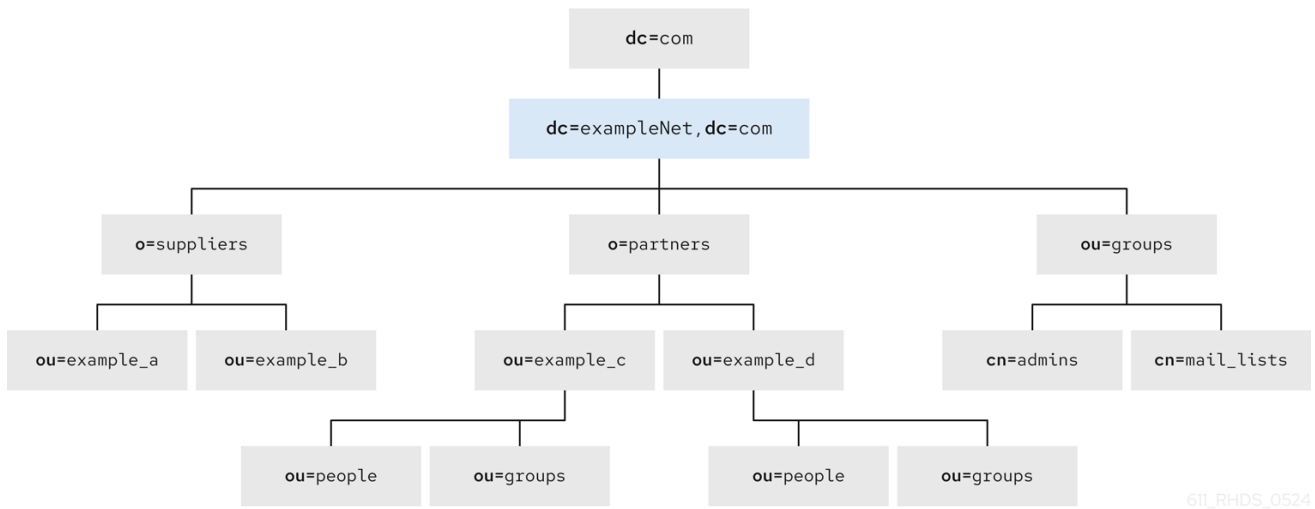 dc=com
dc=exampleNet,dc=com
o=suppliers
o=partners
ou=groups
ou=example_a
ou=example_b
ou=example_c
ou=example_d
cn=admins
cn=mail_lists
ou=people
ou=groups
ou=people
ou=groups
611_RHDS_0524